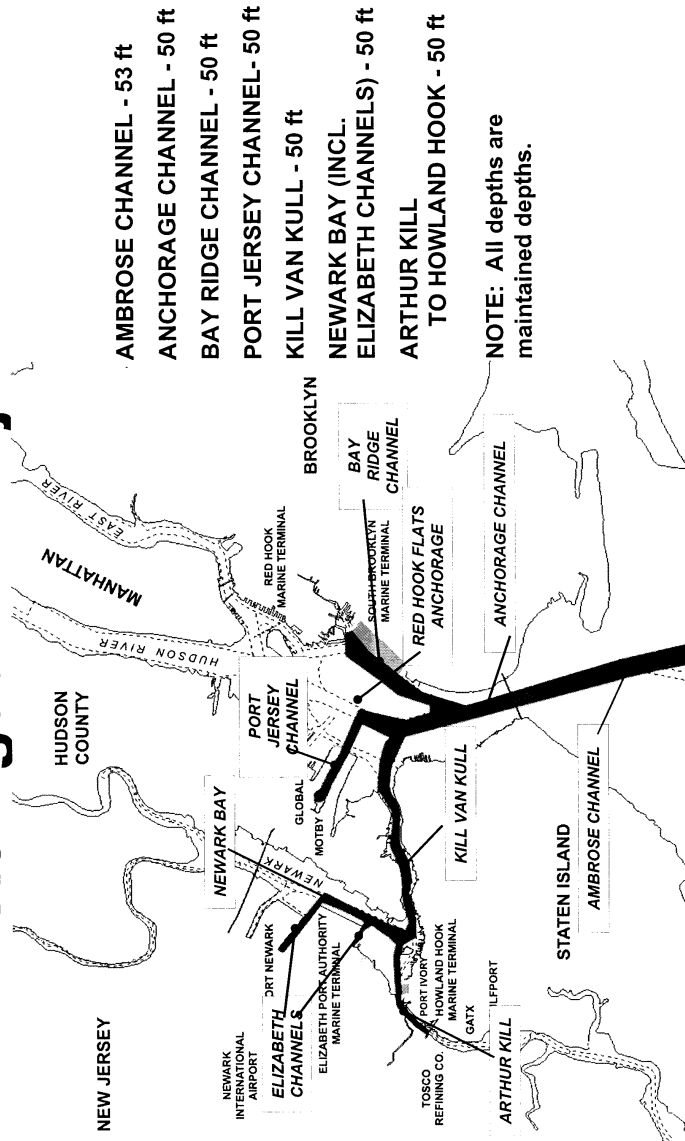 AMBROSE CHANNEL - 53 ft
ANCHORAGE CHANNEL - 50 ft
BAY RIDGE CHANNEL - 50 ft
PORT JERSEY CHANNEL- 50 ft
KILL VAN KULL - 50 ft
NEWARK BAY (INCL.
ELIZABETH CHANNELS) - 50 ft
ARTHUR KILL
TO HOWLAND HOOK - 50 ft
NOTE: All depths are
maintained depths.
NEW JERSEY
HUDSON
COUNTY
MANHATTAN
EAST RIVER
HUDSON RIVER
BROOKLYN
RED HOOK
MARINE TERMINAL
BAY
RIDGE
CHANNEL
SOUTH BROOKLYN
MARINE TERMINAL
RED HOOK FLATS
ANCHORAGE
ANCHORAGE CHANNEL
PORT
JERSEY
CHANNEL
GLOBAL
MOTBY
NEWARK BAY
NEWARK
NEWARK
INTERNATIONAL
AIRPORT
ORT NEWARK
ELIZABETH
CHANNELS
ELIZABETH PORT AUTHORITY
MARINE TERMINAL
KILL VAN KULL
PORT IVORY
HOWLAND HOOK
MARINE TERMINAL
GATX
ILFPORT
TOSCO
REFINING CO.
ARTHUR KILL
STATEN ISLAND
AMBROSE CHANNEL